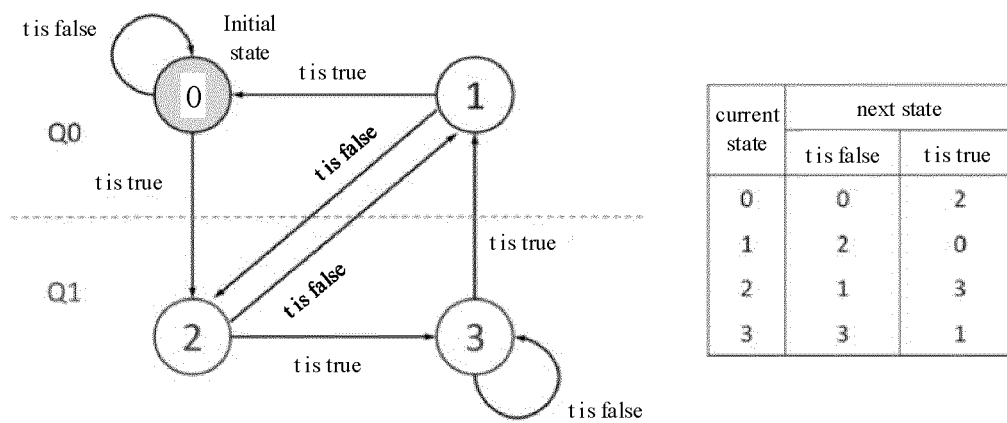 t is false
Initial
state
0
t is true
1
Q0
t is false
t is true
t is true
Q1
t is false
2
t is true
3
t is false
current
state
next state
t is false
t is true
0 0 2
1 2 0
2 1 3
3 3 1